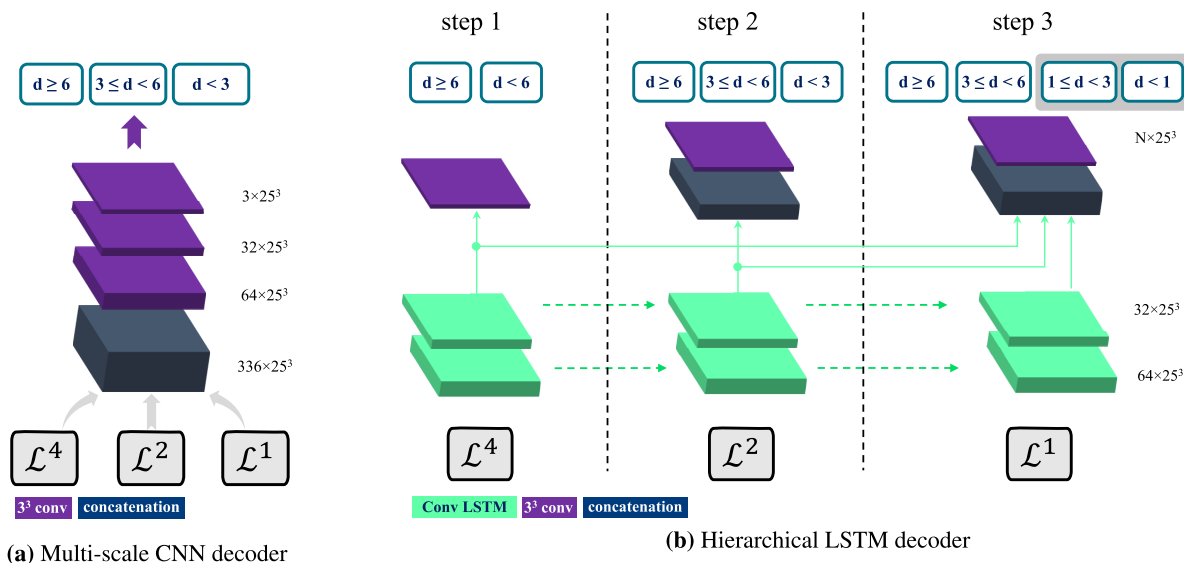 step 1
step 2
step 3
d ≥ 6
3 ≤ d < 6
d < 3
d ≥ 6
d < 6
d ≥ 6
3 ≤ d < 6
d < 3
d ≥ 6
3 ≤ d < 6
1 ≤ d < 3
d < 1
N×25³
3×25³
32×25³
64×25³
336×25³
32×25³
64×25³
ℒ⁴
ℒ²
ℒ¹
ℒ⁴
ℒ²
ℒ¹
3³ conv
concatenation
Conv LSTM
3³ conv
concatenation
(a) Multi-scale CNN decoder
(b) Hierarchical LSTM decoder